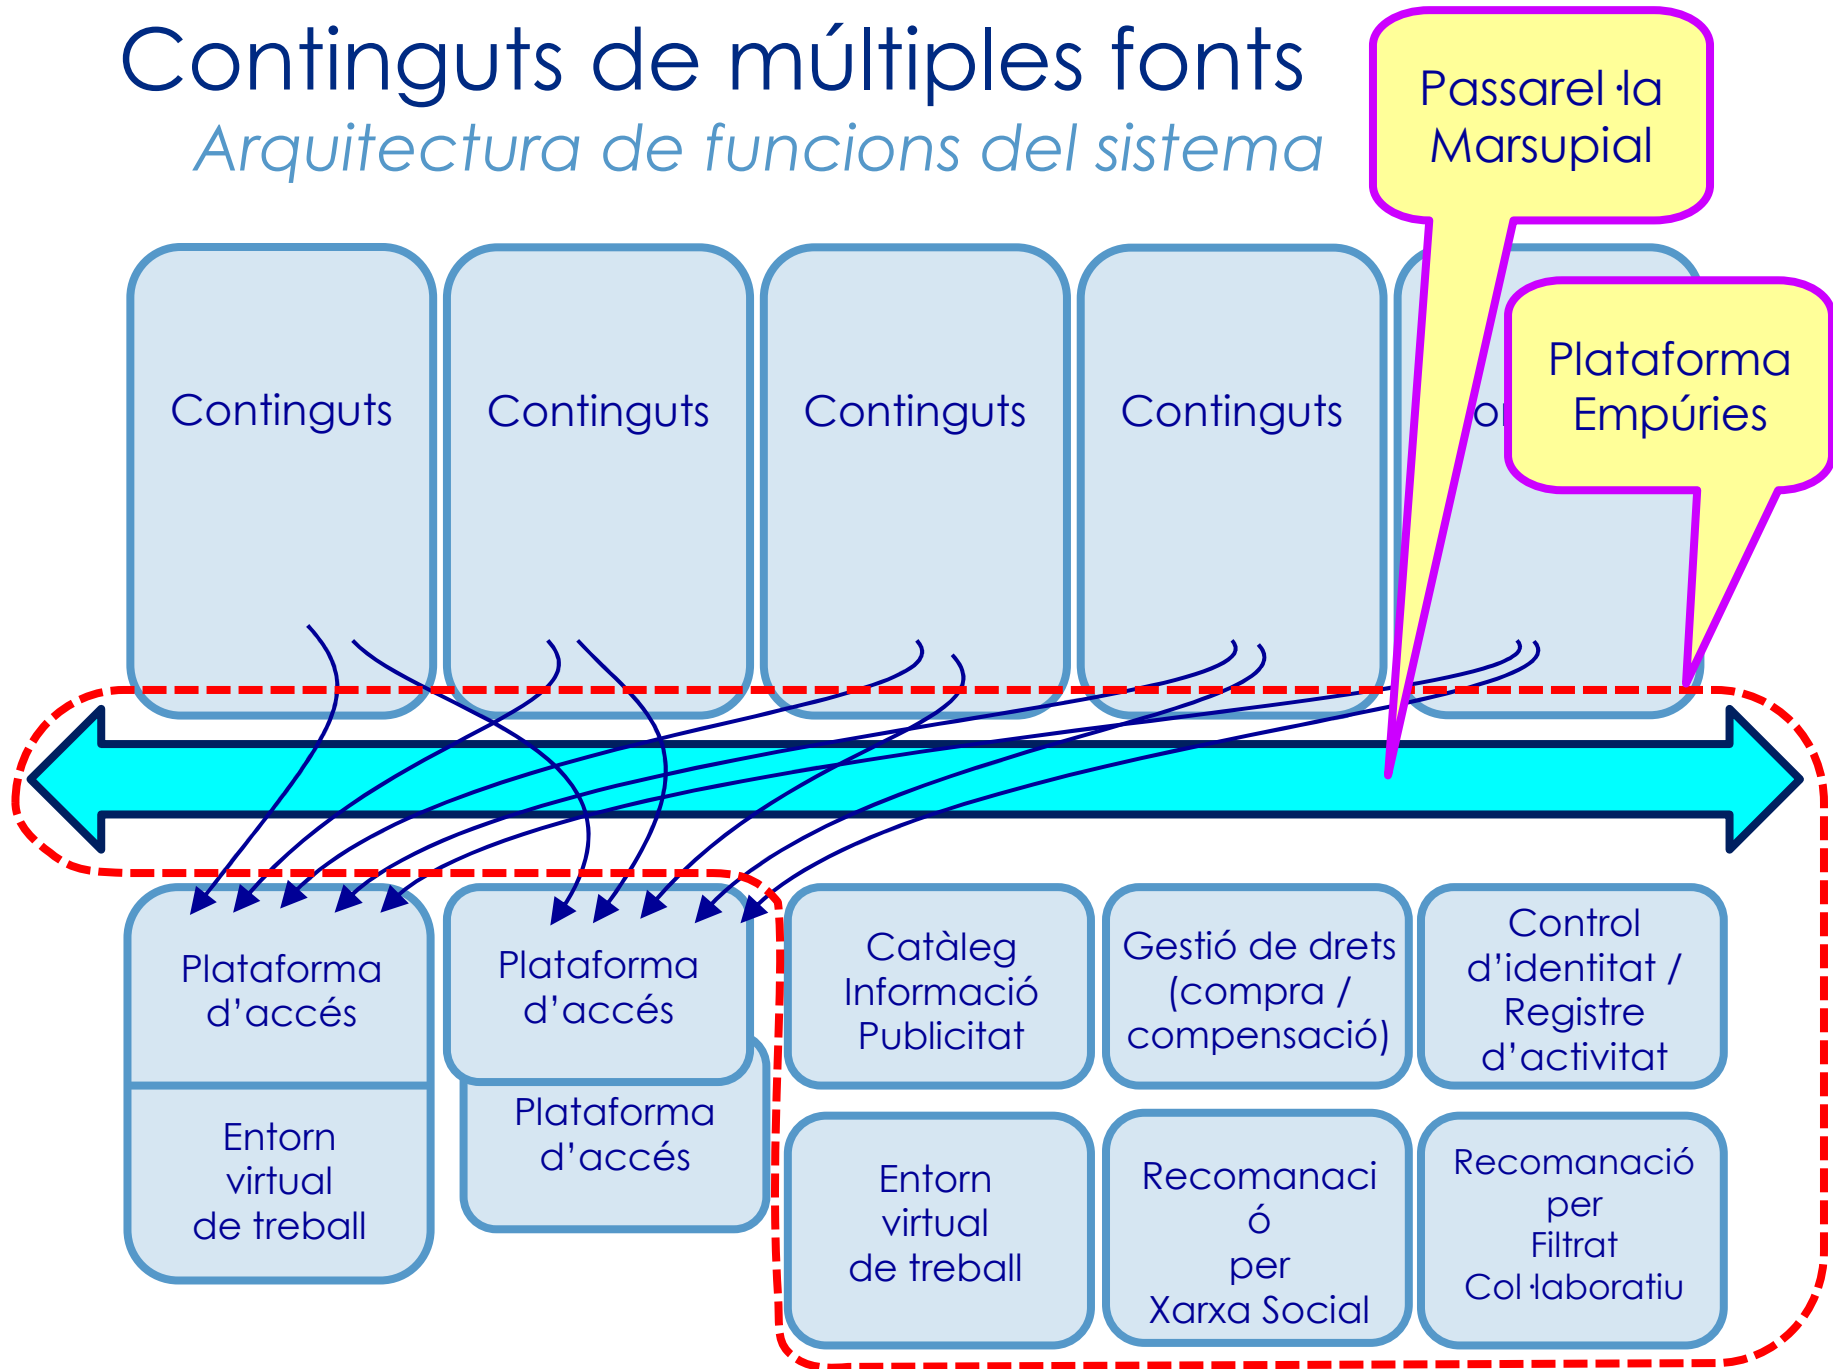 Continguts de múltiples fonts
Arquitectura de funcions del sistema
Passarel·la
Marsupial
Plataforma
Empúries
Continguts
Continguts
Continguts
Continguts
Plataforma
d'accés
Entorn
virtual
de treball
Plataforma
d'accés
Plataforma
d'accés
Catàleg
Informació
Publicitat
Gestió de drets
(compra /
compensació)
Control
d'identitat /
Registre
d'activitat
Entorn
virtual
de treball
Recomanaci
ó
per
Xarxa Social
Recomanació
per
Filtrat
Col·laboratiu